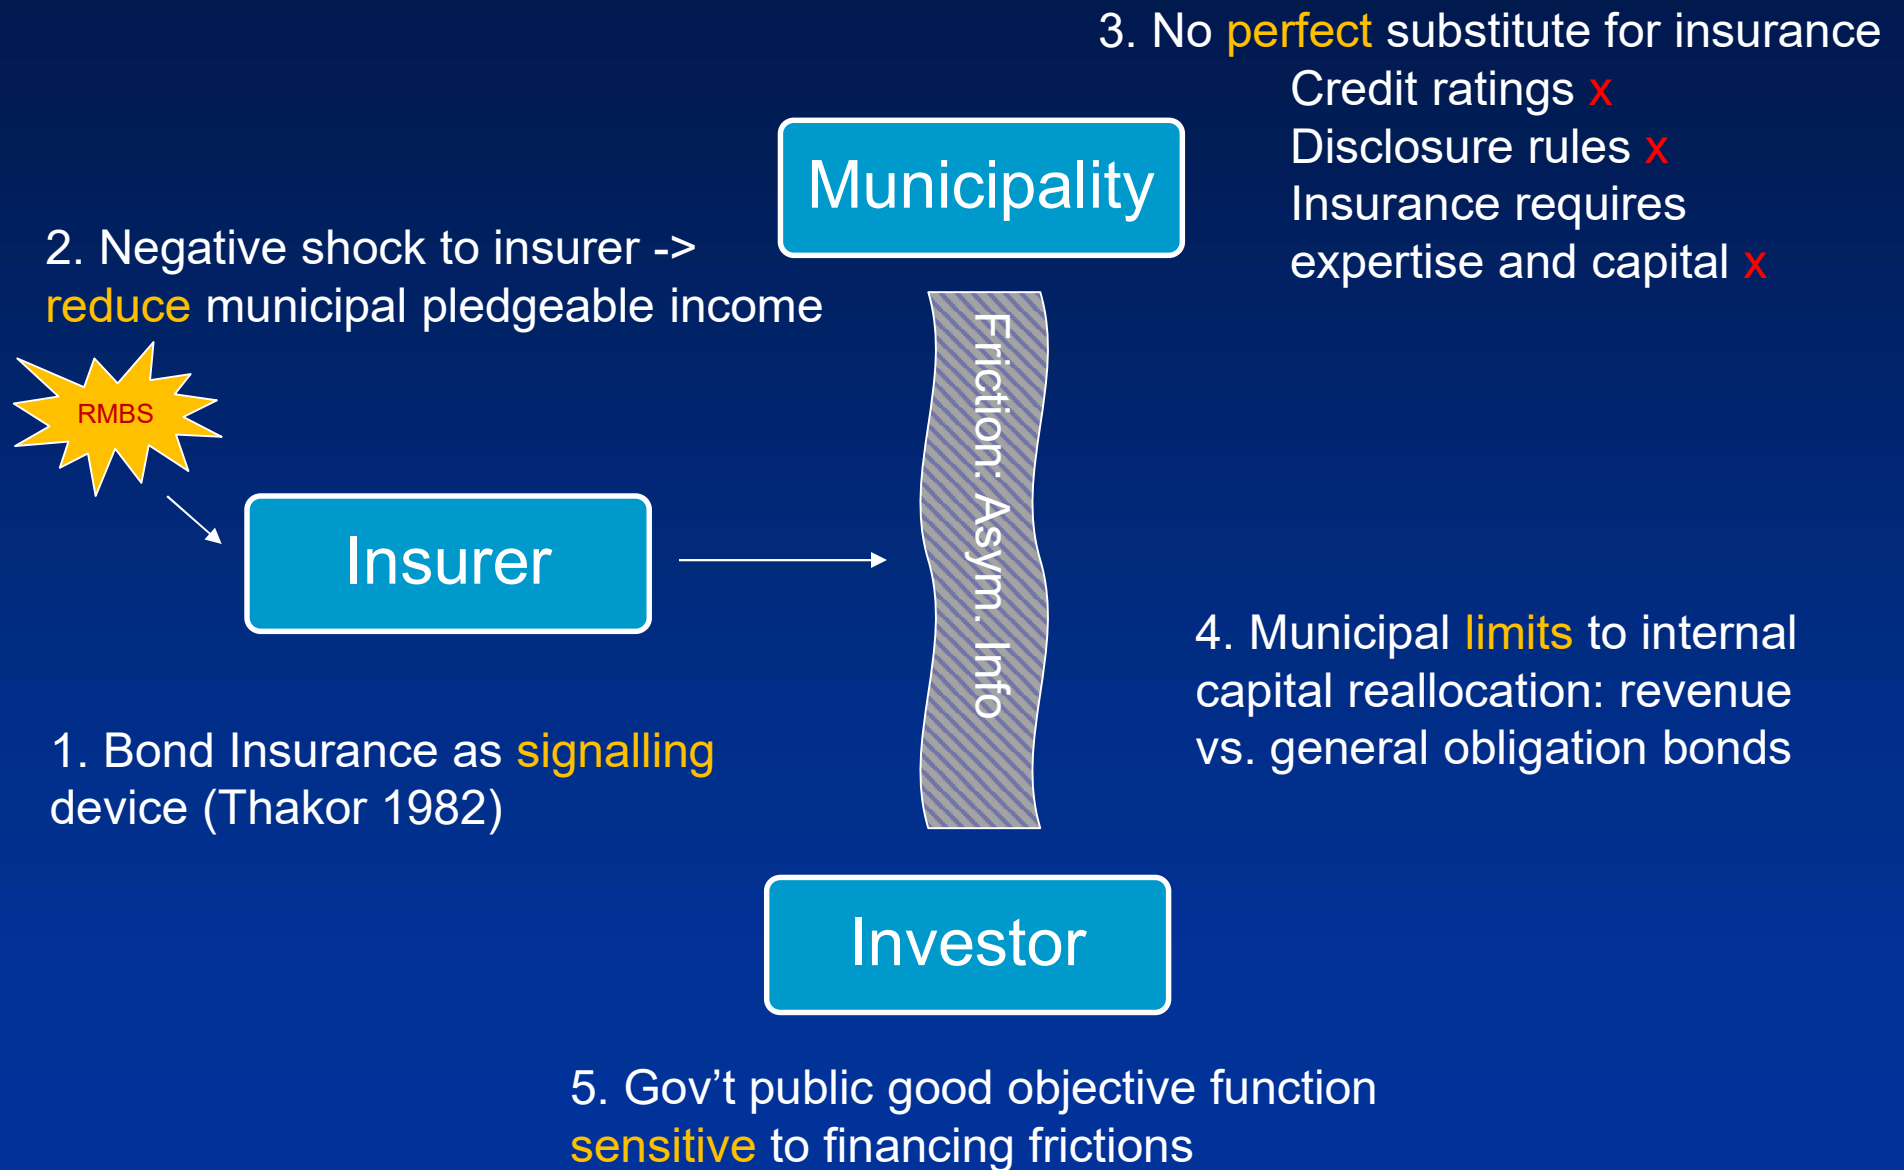 3. No perfect substitute for insurance
Credit ratings x
Disclosure rules x
Insurance requires
expertise and capital x
Municipality
2. Negative shock to insurer ->
reduce municipal pledgeable income
RMBS
Friction: Asym. Info
Insurer
4. Municipal limits to internal
capital reallocation: revenue
vs. general obligation bonds
1. Bond Insurance as signalling
device (Thakor 1982)
Investor
5. Gov’t public good objective function
sensitive to financing frictions